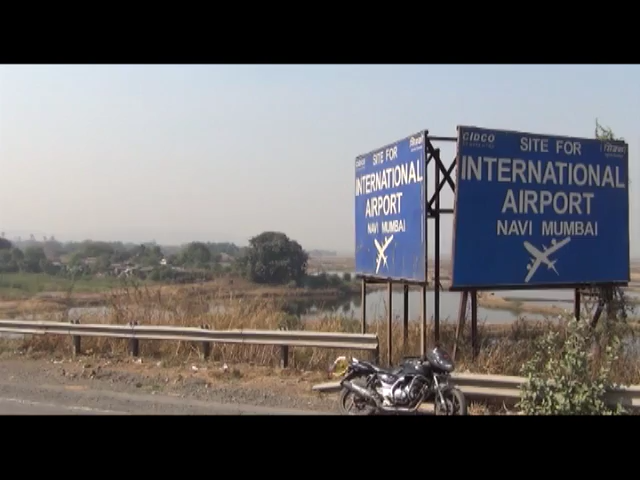 SITE FOR
INTERNATIONAL
AIRPORT
NAVI MUMBAI
CIDCO
SITE FOR
INTERNATIONAL
AIRPORT
NAVI MUMBAI